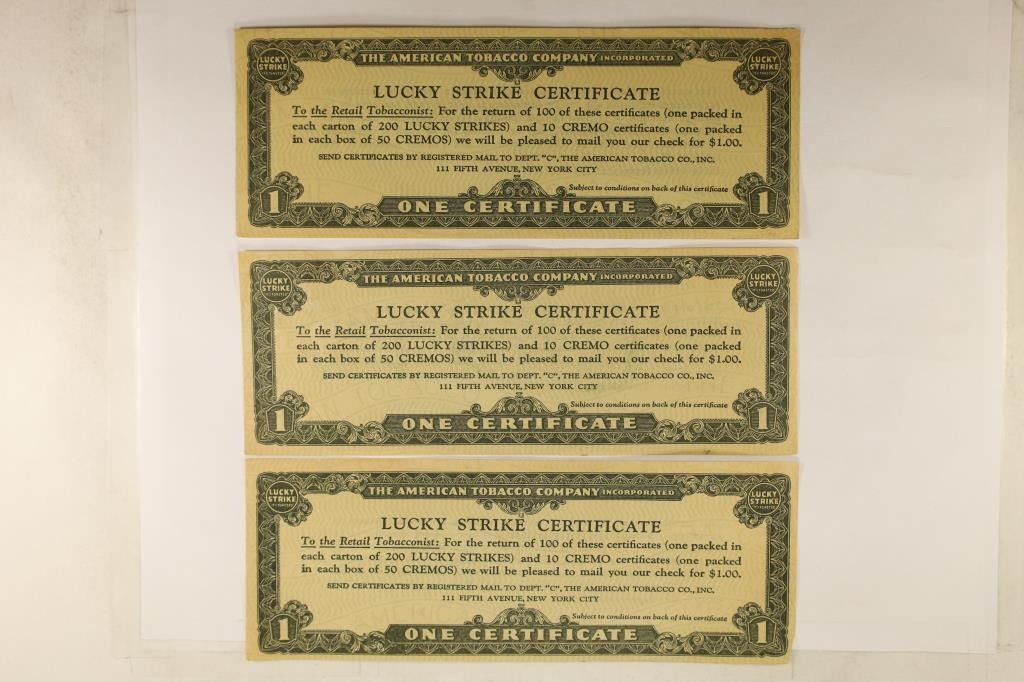 LUCKY STRIKE "IT'S TOASTED" THE AMERICAN TOBACCO COMPANY INCORPORATED LUCKY STRIKE "IT'S TOASTED"
LUCKY STRIKE CERTIFICATE
To the Retail Tobacconist: For the return of 100 of these certificates (one packed in
each carton of 200 LUCKY STRIKES) and 10 CREMO certificates (one packed
in each box of 50 CREMOS) we will be pleased to mail you our check for $1.00.
SEND CERTIFICATES BY REGISTERED MAIL TO DEPT. "C", THE AMERICAN TOBACCO CO., INC.
111 FIFTH AVENUE, NEW YORK CITY
Subject to conditions on back of this certificate
1 ONE CERTIFICATE 1
LUCKY STRIKE "IT'S TOASTED" THE AMERICAN TOBACCO COMPANY INCORPORATED LUCKY STRIKE "IT'S TOASTED"
LUCKY STRIKE CERTIFICATE
To the Retail Tobacconist: For the return of 100 of these certificates (one packed in
each carton of 200 LUCKY STRIKES) and 10 CREMO certificates (one packed
in each box of 50 CREMOS) we will be pleased to mail you our check for $1.00.
SEND CERTIFICATES BY REGISTERED MAIL TO DEPT. "C", THE AMERICAN TOBACCO CO., INC.
111 FIFTH AVENUE, NEW YORK CITY
Subject to conditions on back of this certificate
1 ONE CERTIFICATE 1
LUCKY STRIKE "IT'S TOASTED" THE AMERICAN TOBACCO COMPANY INCORPORATED LUCKY STRIKE "IT'S TOASTED"
LUCKY STRIKE CERTIFICATE
To the Retail Tobacconist: For the return of 100 of these certificates (one packed in
each carton of 200 LUCKY STRIKES) and 10 CREMO certificates (one packed
in each box of 50 CREMOS) we will be pleased to mail you our check for $1.00.
SEND CERTIFICATES BY REGISTERED MAIL TO DEPT. "C", THE AMERICAN TOBACCO CO., INC.
111 FIFTH AVENUE, NEW YORK CITY
Subject to conditions on back of this certificate
1 ONE CERTIFICATE 1